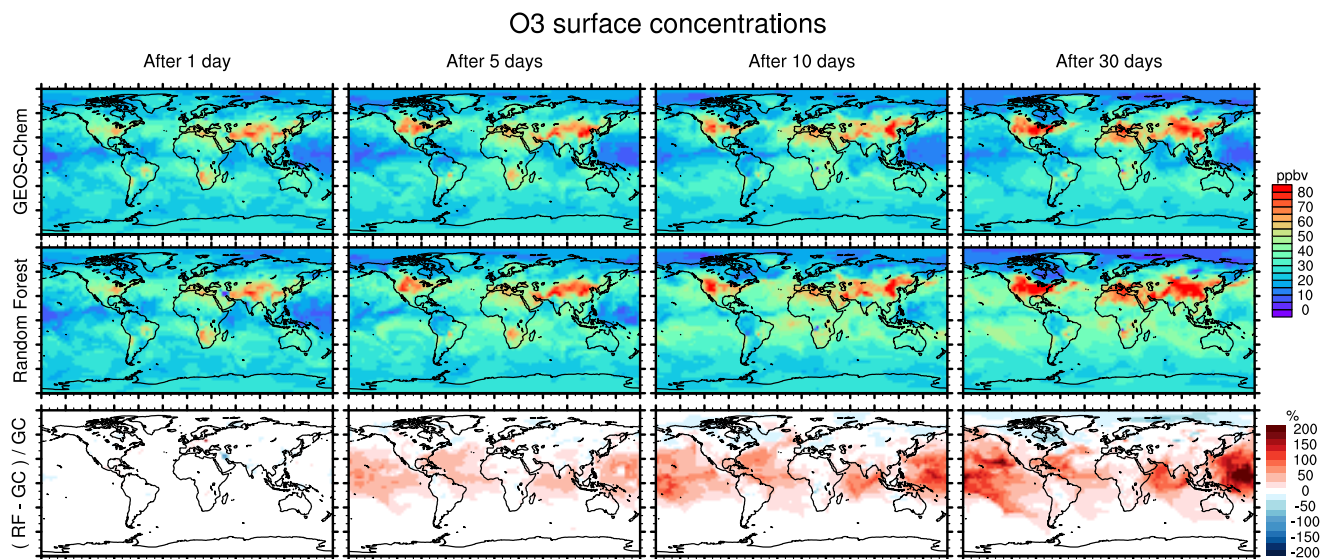 O3 surface concentrations
After 1 day
After 5 days
After 10 days
After 30 days
GEOS-Chem
Random Forest
( RF - GC ) / GC
ppbv
80
70
60
50
40
30
20
10
0
%
200
150
100
50
0
-50
-100
-150
-200